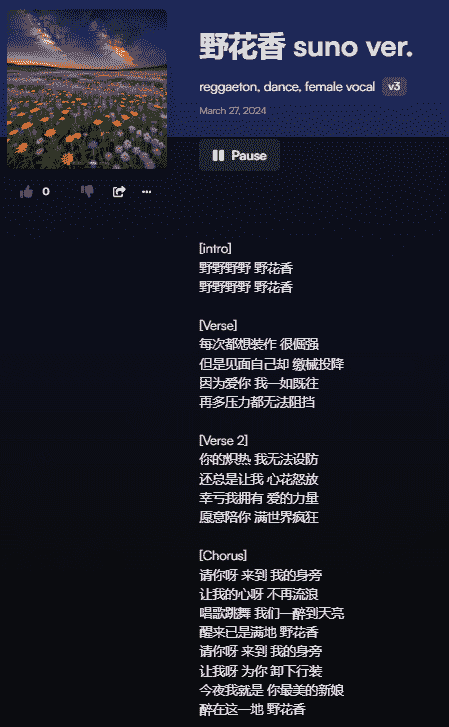 野花香 suno ver.
reggaeton, dance, female vocal v3
March 27, 2024
Pause
0
[intro]
野野野野 野花香
野野野野 野花香
[Verse]
每次都想装作 很倔强
但是见面自己却 缴械投降
因为爱你 我一如既往
再多压力都无法阻挡
[Verse 2]
你的炽热 我无法设防
还总是让我 心花怒放
幸亏我拥有 爱的力量
愿意陪你 满世界疯狂
[Chorus]
请你呀 来到 我的身旁
让我的心呀 不再流浪
唱歌跳舞 我们一醉到天亮
醒来已是满地 野花香
请你呀 来到 我的身旁
让我呀 为你 卸下行装
今夜我就是 你最美的新娘
醉在这一地 野花香